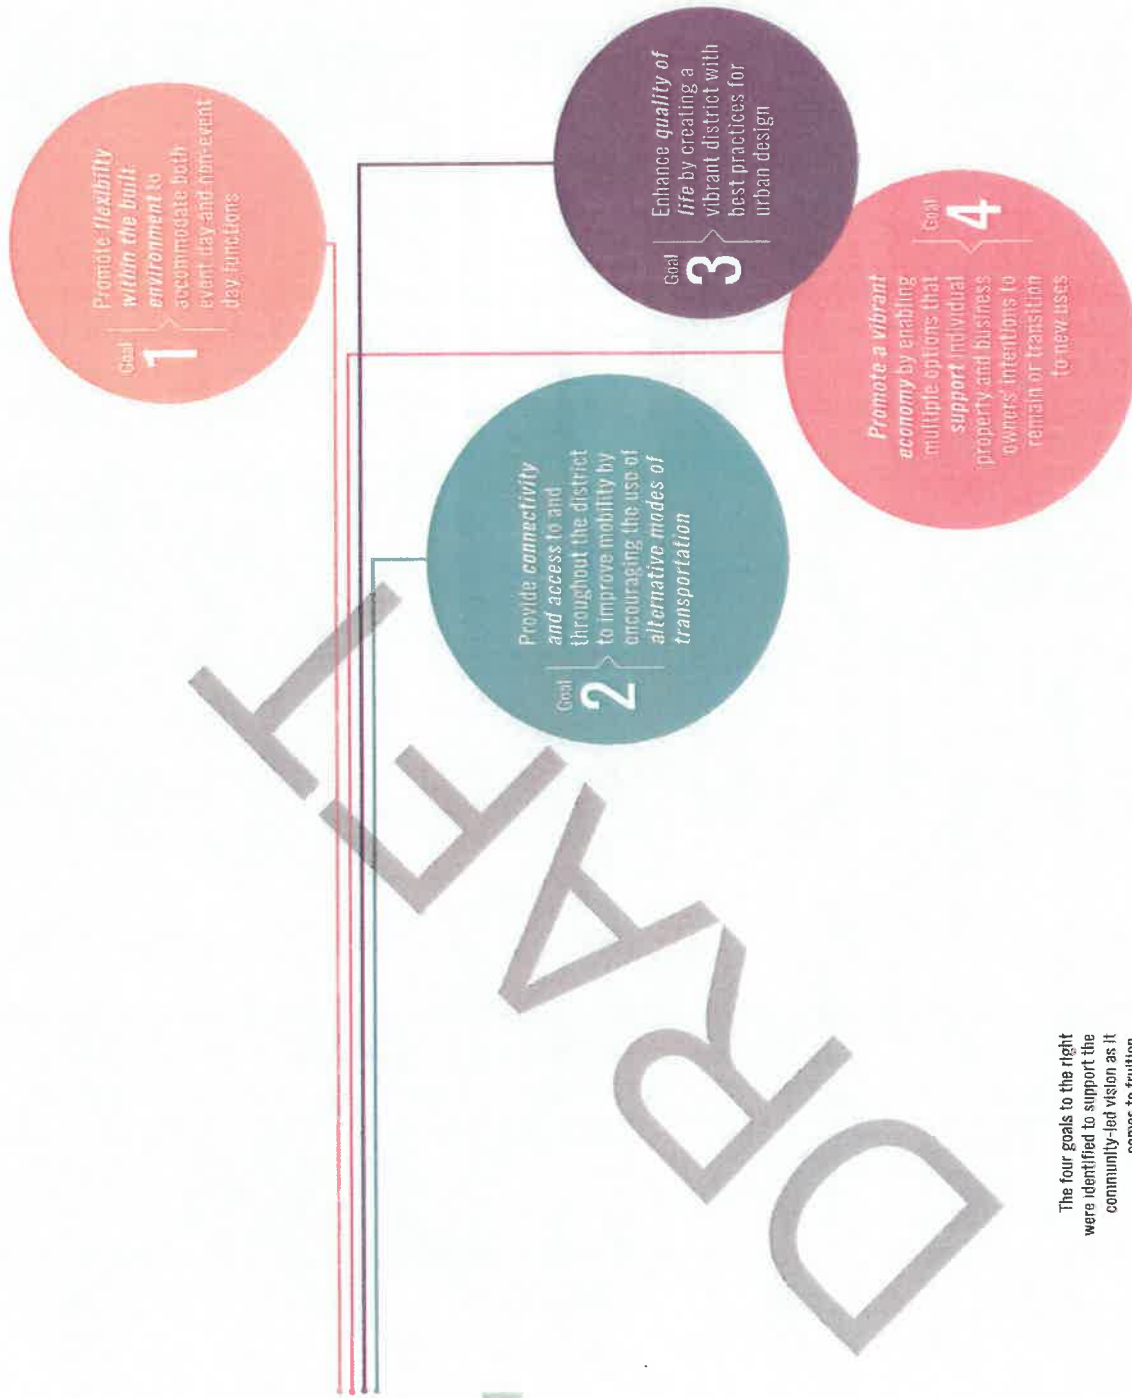 Goal
1
Promote flexibilty
within the built
environment to
accommodate both
event day and non-event
day functions
Goal
2
Provide connectivity
and access to and
throughout the district
to improve mobility by
encouraging the use of
alternative modes of
transportation
Goal
3
Enhance quality of
life by creating a
vibrant district with
best practices for
urban design
Goal
4
Promote a vibrant
economy by enabling
multiple options that
support individual
property and business
owners' intentions to
remain or transition
to new uses
DRAFT
The four goals to the right
were identified to support the
community-led vision as it
comes to fruition